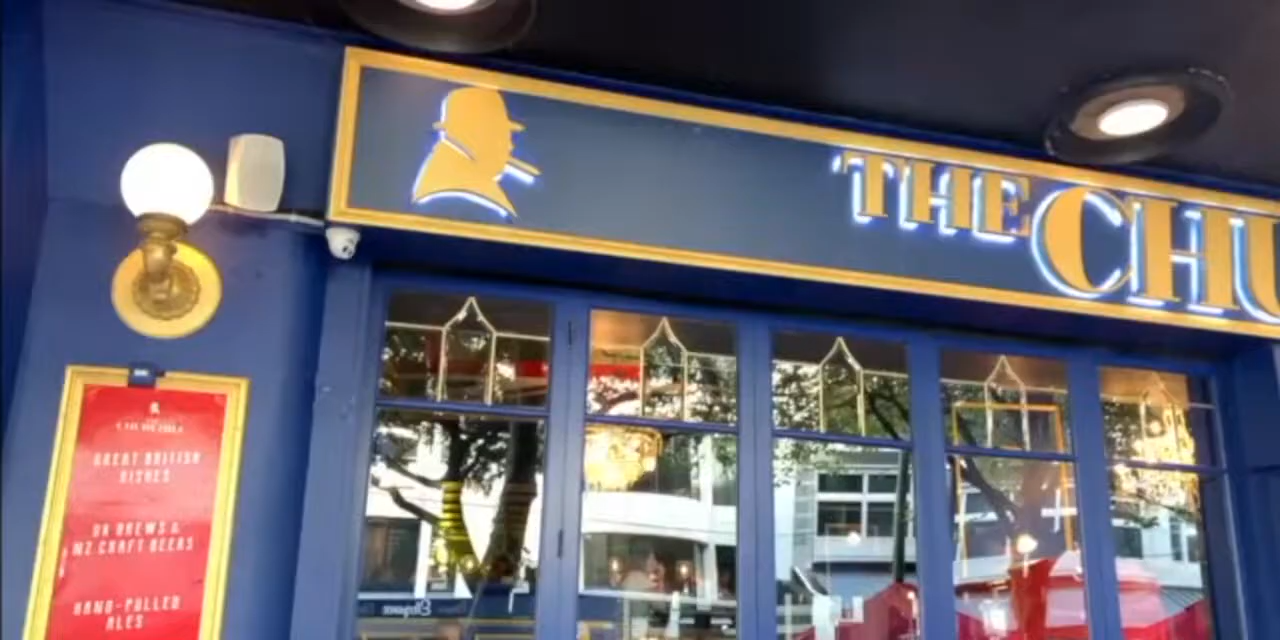 THE CHU
GREAT BRITISH
DISHES
UK BREWS &
NZ CRAFT BEERS
HAND-PULLED
ALES